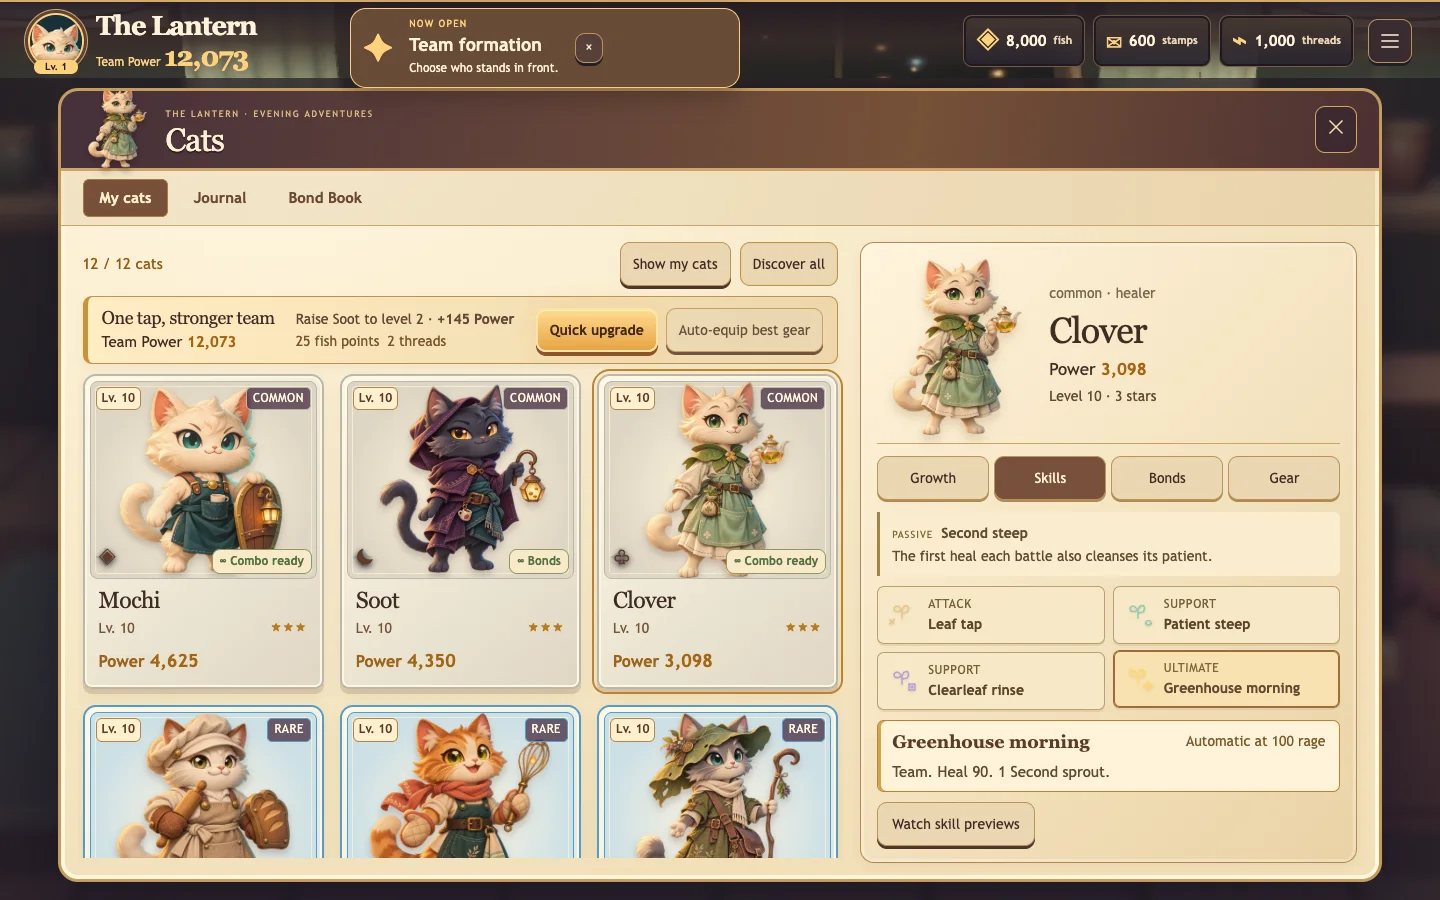 The Lantern
Team Power 12,073
Lv. 1
NOW OPEN
Team formation
Choose who stands in front.
×
8,000 fish
600 stamps
1,000 threads
THE LANTERN · EVENING ADVENTURES
Cats
My cats
Journal
Bond Book
12 / 12 cats
Show my cats
Discover all
One tap, stronger team
Team Power 12,073
Raise Soot to level 2 · +145 Power
25 fish points 2 threads
Quick upgrade
Auto-equip best gear
Lv. 10
COMMON
∞ Combo ready
Mochi
Lv. 10
★★★
Power 4,625
Lv. 10
COMMON
∞ Bonds
Soot
Lv. 10
★★★
Power 4,350
Lv. 10
COMMON
∞ Combo ready
Clover
Lv. 10
★★★
Power 3,098
Lv. 10
RARE
Lv. 10
RARE
Lv. 10
RARE
common · healer
Clover
Power 3,098
Level 10 · 3 stars
Growth
Skills
Bonds
Gear
PASSIVE Second steep
The first heal each battle also cleanses its patient.
ATTACK
Leaf tap
SUPPORT
Patient steep
SUPPORT
Clearleaf rinse
ULTIMATE
Greenhouse morning
Greenhouse morning
Automatic at 100 rage
Team. Heal 90. 1 Second sprout.
Watch skill previews